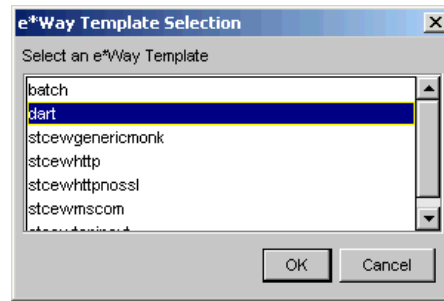 e*Way Template Selection
Select an e*Way Template
batch
dart
stcewgenericmonk
stcewhttp
stcewhttpnossl
stcewmscom
OK
Cancel